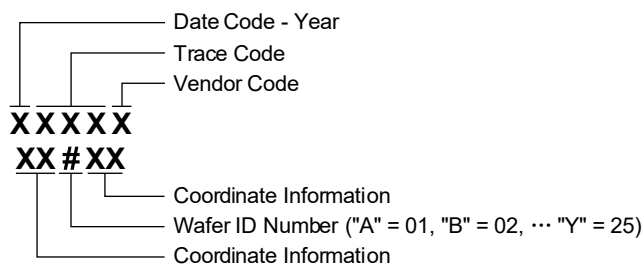 Date Code - Year
Trace Code
Vendor Code
XXXXX
XX#XX
Coordinate Information
Wafer ID Number ("A" = 01, "B" = 02, ⋯ "Y" = 25)
Coordinate Information